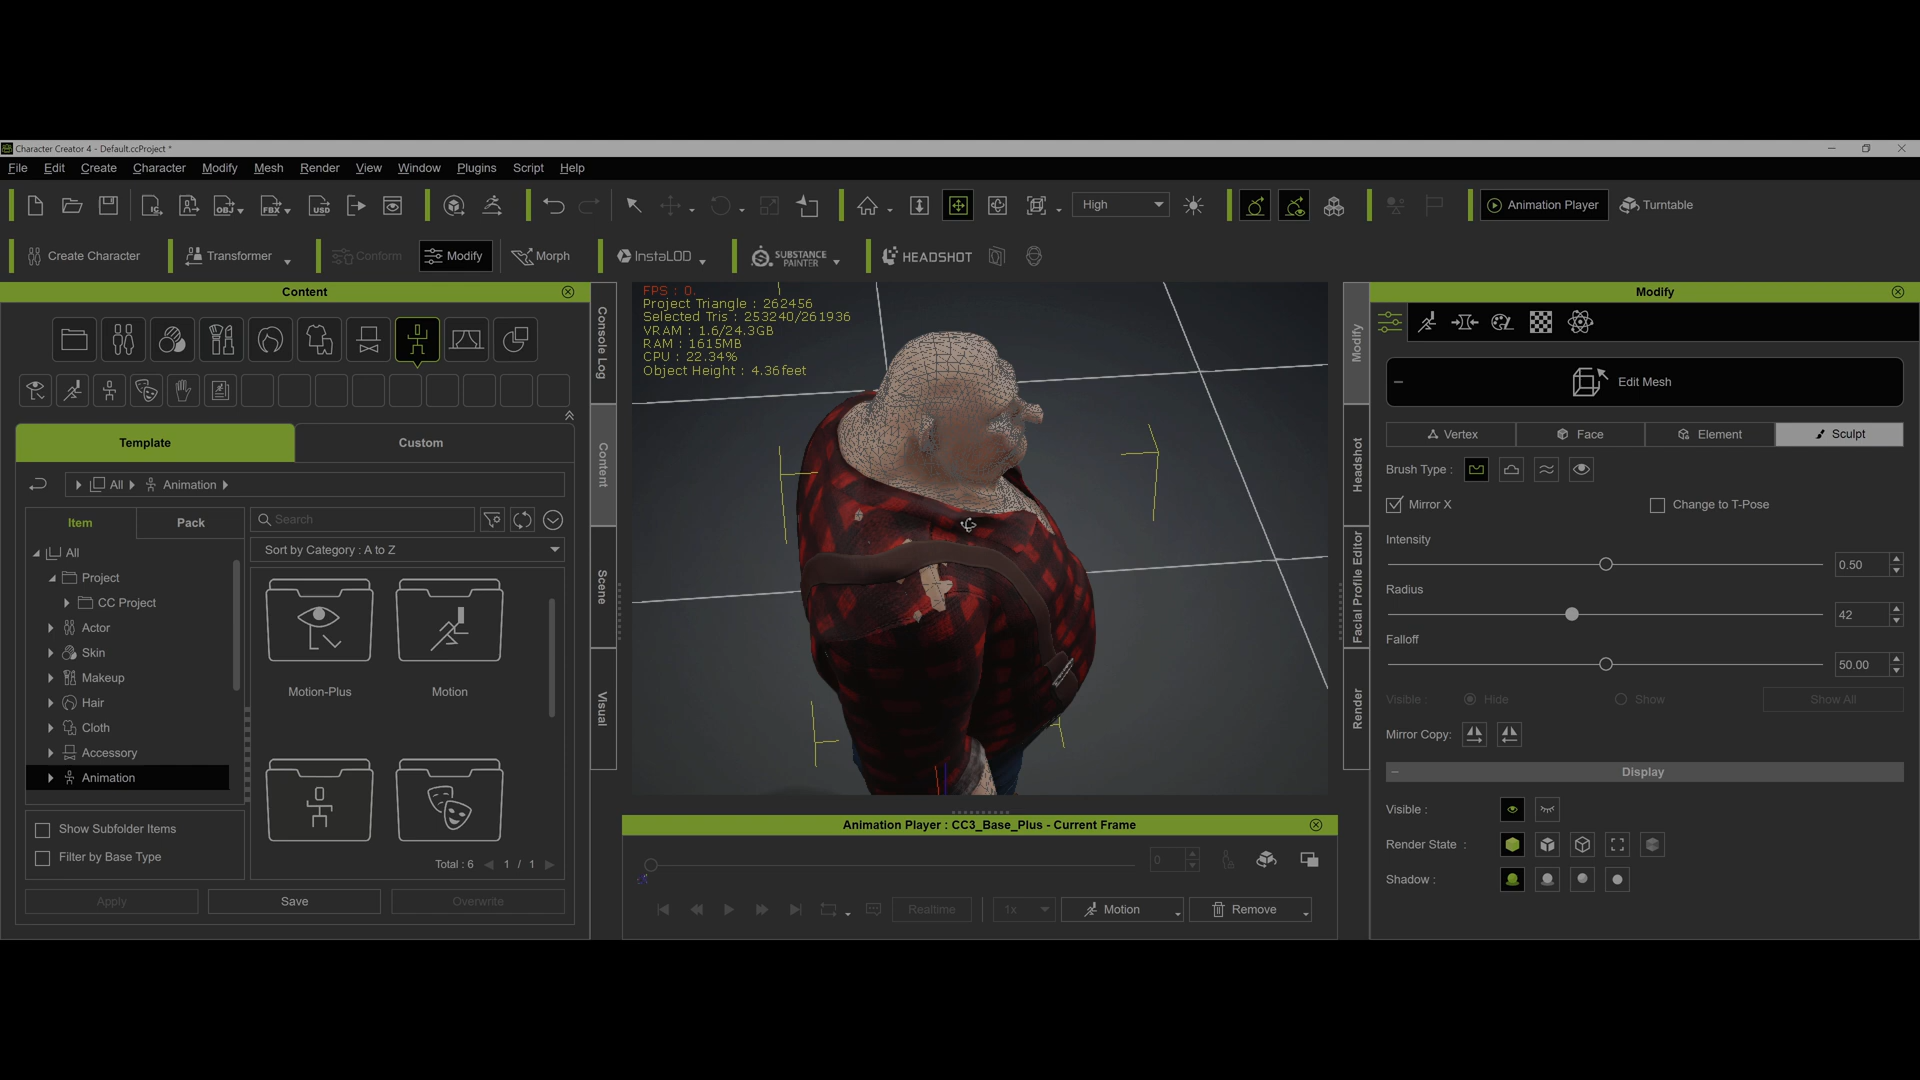 Character Creator 4 - Default.ccProject *
File Edit Create Character Modify Mesh Render View Window Plugins Script Help
High
Animation Player
Turntable
Create Character
Transformer
Conform
Modify
Morph
InstaLOD
SUBSTANCE PAINTER
HEADSHOT
Content
Template
Custom
All
Animation
Item
Pack
Search
Sort by Category : A to Z
All
Project
CC Project
Actor
Skin
Makeup
Hair
Cloth
Accessory
Animation
Motion-Plus
Motion
Show Subfolder Items
Filter by Base Type
Total : 6
1 / 1
Apply
Save
Overwrite
Console Log
Content
Scene
Visual
FPS : 0.
Project Triangle : 262456
Selected Tris : 253240/261936
VRAM : 1.6/24.3GB
RAM : 1615MB
CPU : 22.34%
Object Height : 4.36feet
Animation Player : CC3_Base_Plus - Current Frame
0
Realtime
1x
Motion
Remove
Modify
Headshot
Facial Profile Editor
Render
Modify
Edit Mesh
Vertex
Face
Element
Sculpt
Brush Type :
Mirror X
Change to T-Pose
Intensity
0.50
Radius
42
Falloff
50.00
Visible :
Hide
Show
Show All
Mirror Copy:
Display
Visible :
Render State :
Shadow :